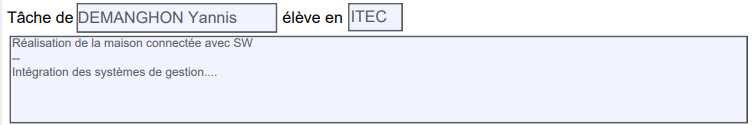 Tâche de DEMANGHON Yannis élève en ITEC
Réalisation de la maison connectée avec SW
--
Intégration des systèmes de gestion....